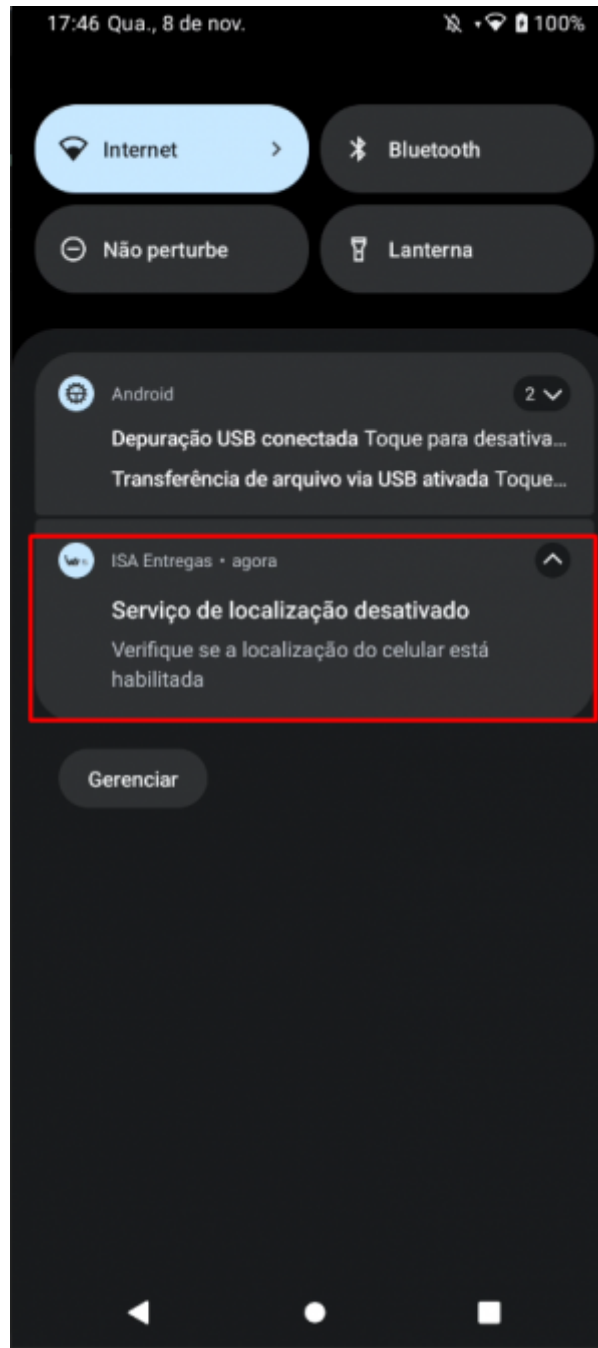 17:46 Qua., 8 de nov. 100%
Internet
Bluetooth
Não perturbe
Lanterna
Android 2
Depuração USB conectada Toque para desativa...
Transferência de arquivo via USB ativada Toque...
ISA Entregas • agora
Serviço de localização desativado
Verifique se a localização do celular está
habilitada
Gerenciar